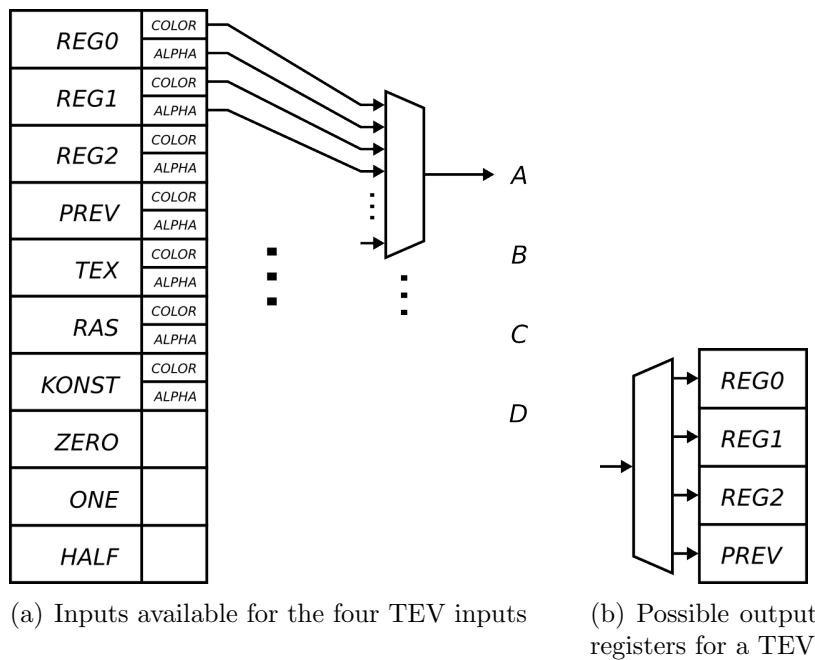 REG0
COLOR
ALPHA
REG1
COLOR
ALPHA
REG2
COLOR
ALPHA
PREV
COLOR
ALPHA
TEX
COLOR
ALPHA
RAS
COLOR
ALPHA
KONST
COLOR
ALPHA
ZERO
ONE
HALF
A
B
C
D
(a) Inputs available for the four TEV inputs
REG0
REG1
REG2
PREV
(b) Possible output
registers for a TEV